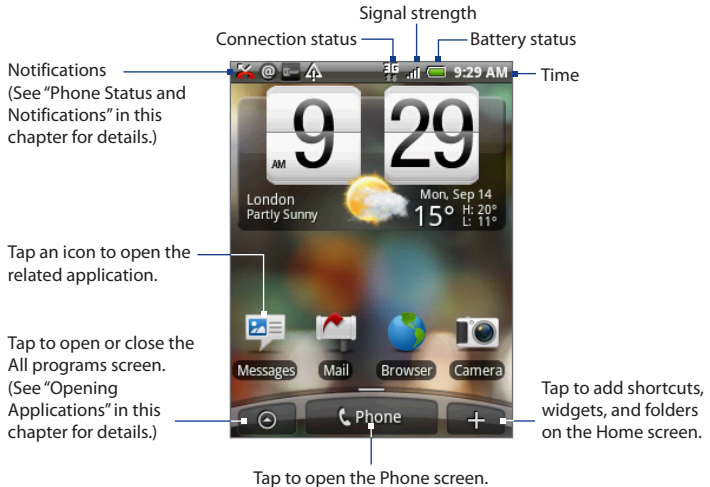 Signal strength
Connection status
Battery status
Notifications
(See “Phone Status and
Notifications” in this
chapter for details.)
@
3G
9:29 AM
Time
AM
9
29
London
Partly Sunny
Mon, Sep 14
15°
H: 20°
L: 11°
Tap an icon to open the
related application.
Messages
Mail
Browser
Camera
Tap to open or close the
All programs screen.
(See “Opening
Applications” in this
chapter for details.)
Phone
Tap to add shortcuts,
widgets, and folders
on the Home screen.
Tap to open the Phone screen.